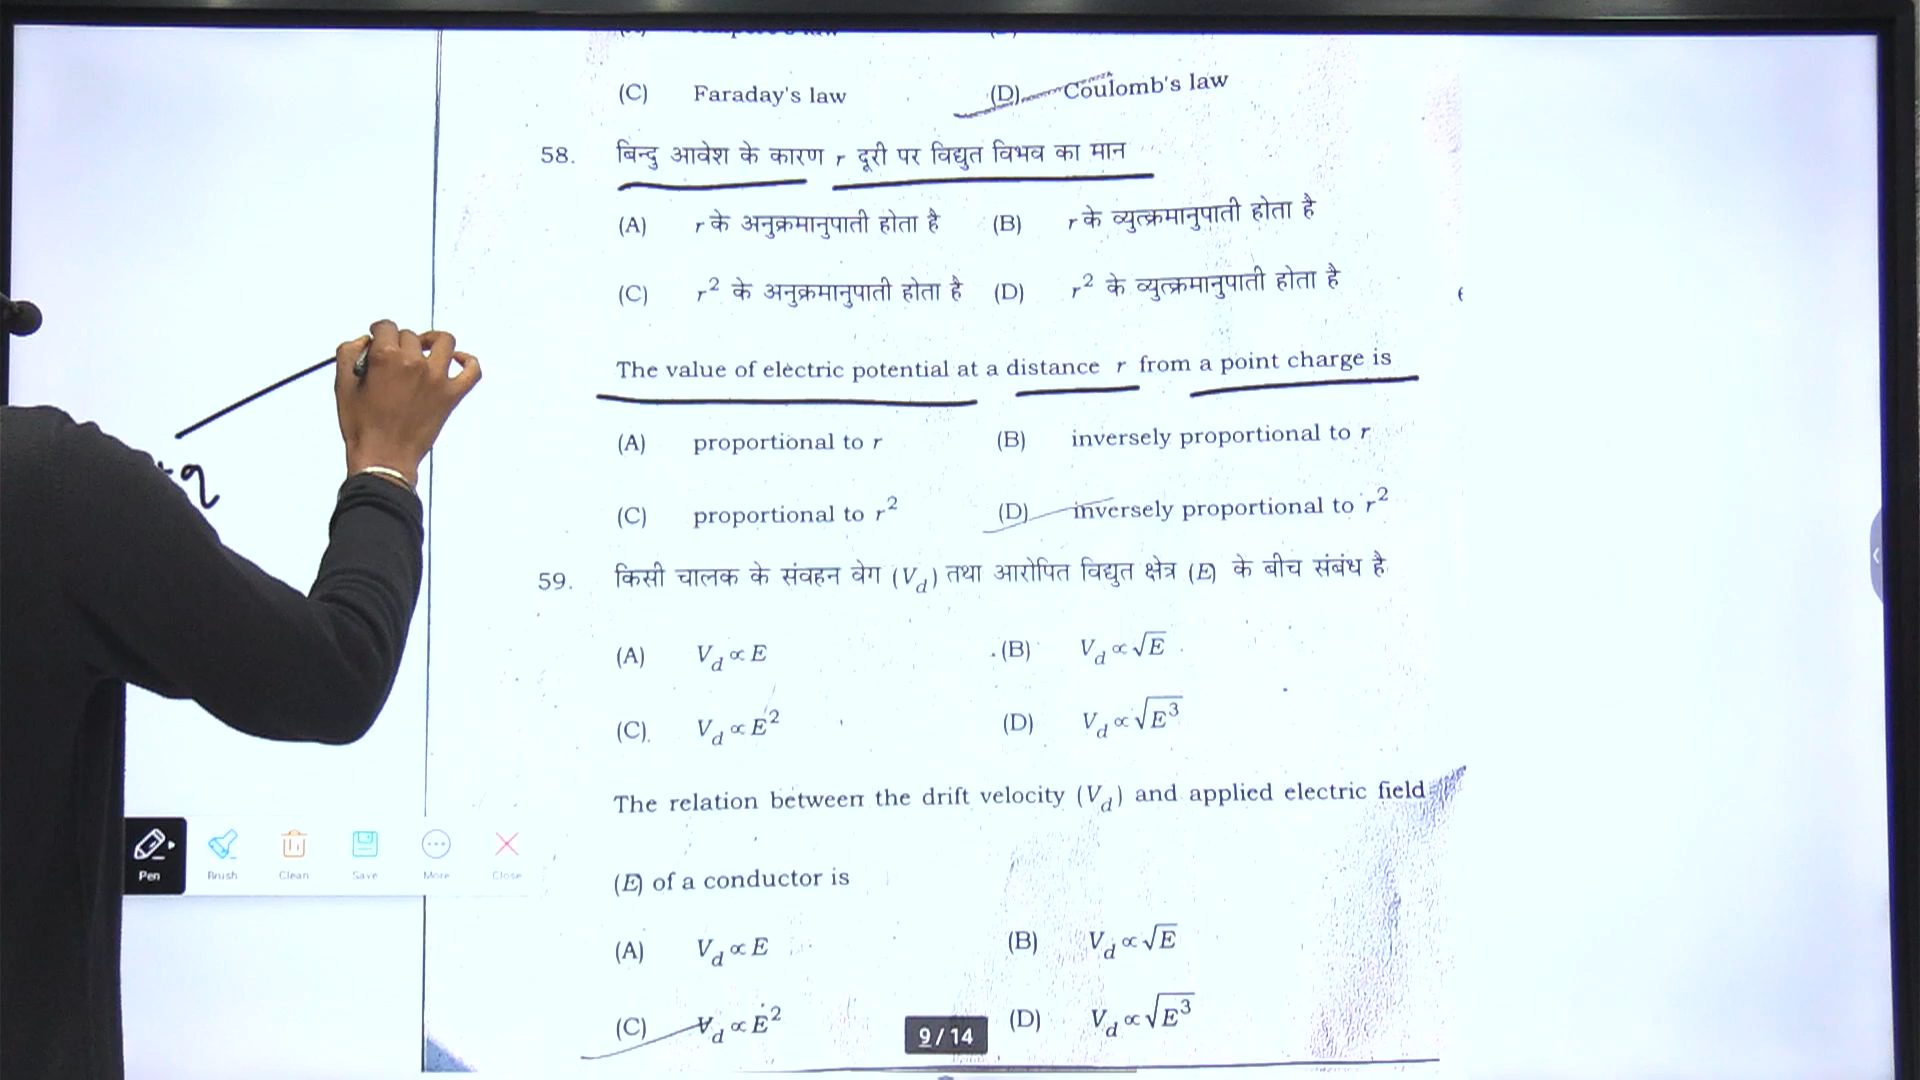 (C) Faraday's law (D) Coulomb's law
58. बिन्दु आवेश के कारण r दूरी पर विद्युत विभव का मान
(A) r के अनुक्रमानुपाती होता है (B) r के व्युत्क्रमानुपाती होता है
(C) r² के अनुक्रमानुपाती होता है (D) r² के व्युत्क्रमानुपाती होता है
The value of electric potential at a distance r from a point charge is
(A) proportional to r (B) inversely proportional to r
+q
(C) proportional to r² (D) inversely proportional to r²
59. किसी चालक के संवहन वेग (V_d) तथा आरोपित विद्युत क्षेत्र (E) के बीच संबंध है
(A) V_d ∝ E (B) V_d ∝ √E
(C) V_d ∝ E² (D) V_d ∝ √E³
The relation between the drift velocity (V_d) and applied electric field
(E) of a conductor is
Pen Brush Clean Save More Close
(A) V_d ∝ E (B) V_d ∝ √E
(C) V_d ∝ E² (D) V_d ∝ √E³
9/14